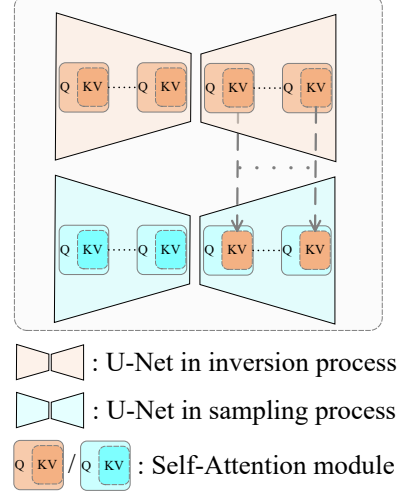 Q KV ...... Q KV Q KV ...... Q KV
Q KV ...... Q KV Q KV ...... Q KV
: U-Net in inversion process
: U-Net in sampling process
Q KV / Q KV : Self-Attention module